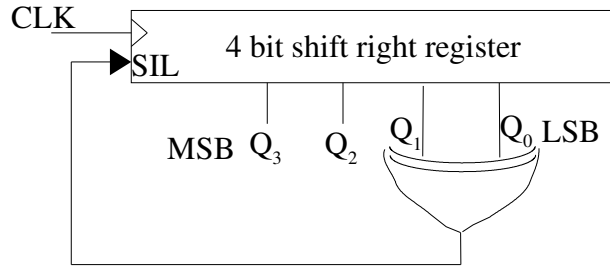 CLK
4 bit shift right register
SIL
MSB Q₃ Q₂ Q₁ Q₀ LSB